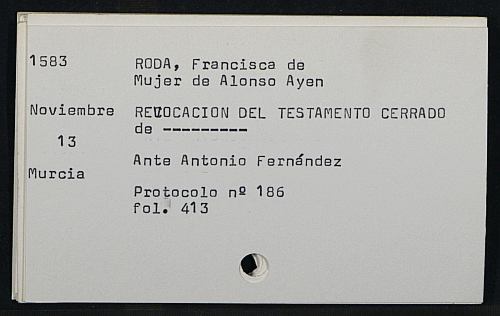 1583 RODA, Francisca de
Mujer de Alonso Ayen
Noviembre REVOCACION DEL TESTAMENTO CERRADO
13 de ---------
Ante Antonio Fernández
Murcia
Protocolo nº 186
fol. 413